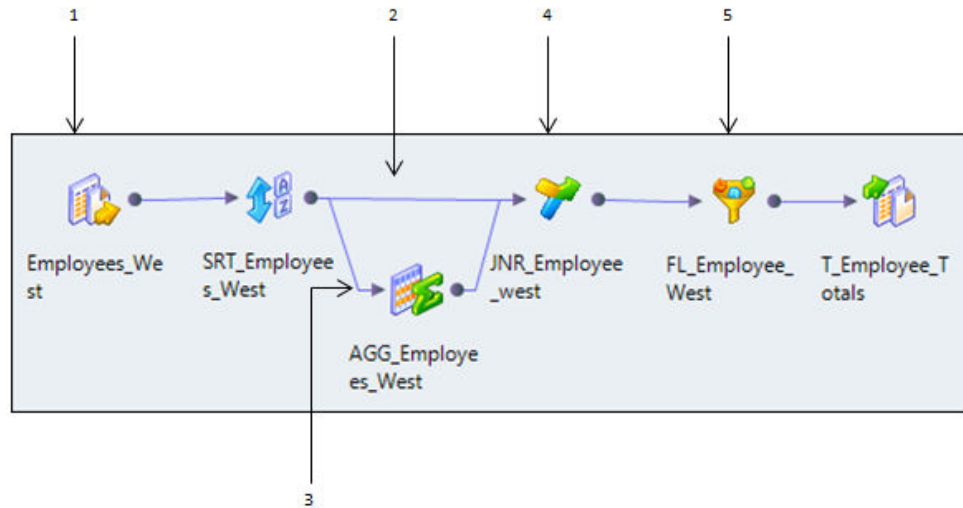 1
2
4
5
A
Z
Employees_We
st
SRT_Employee
s_West
JNR_Employee
_west
FL_Employee_
West
T_Employee_T
otals
AGG_Employe
es_West
3